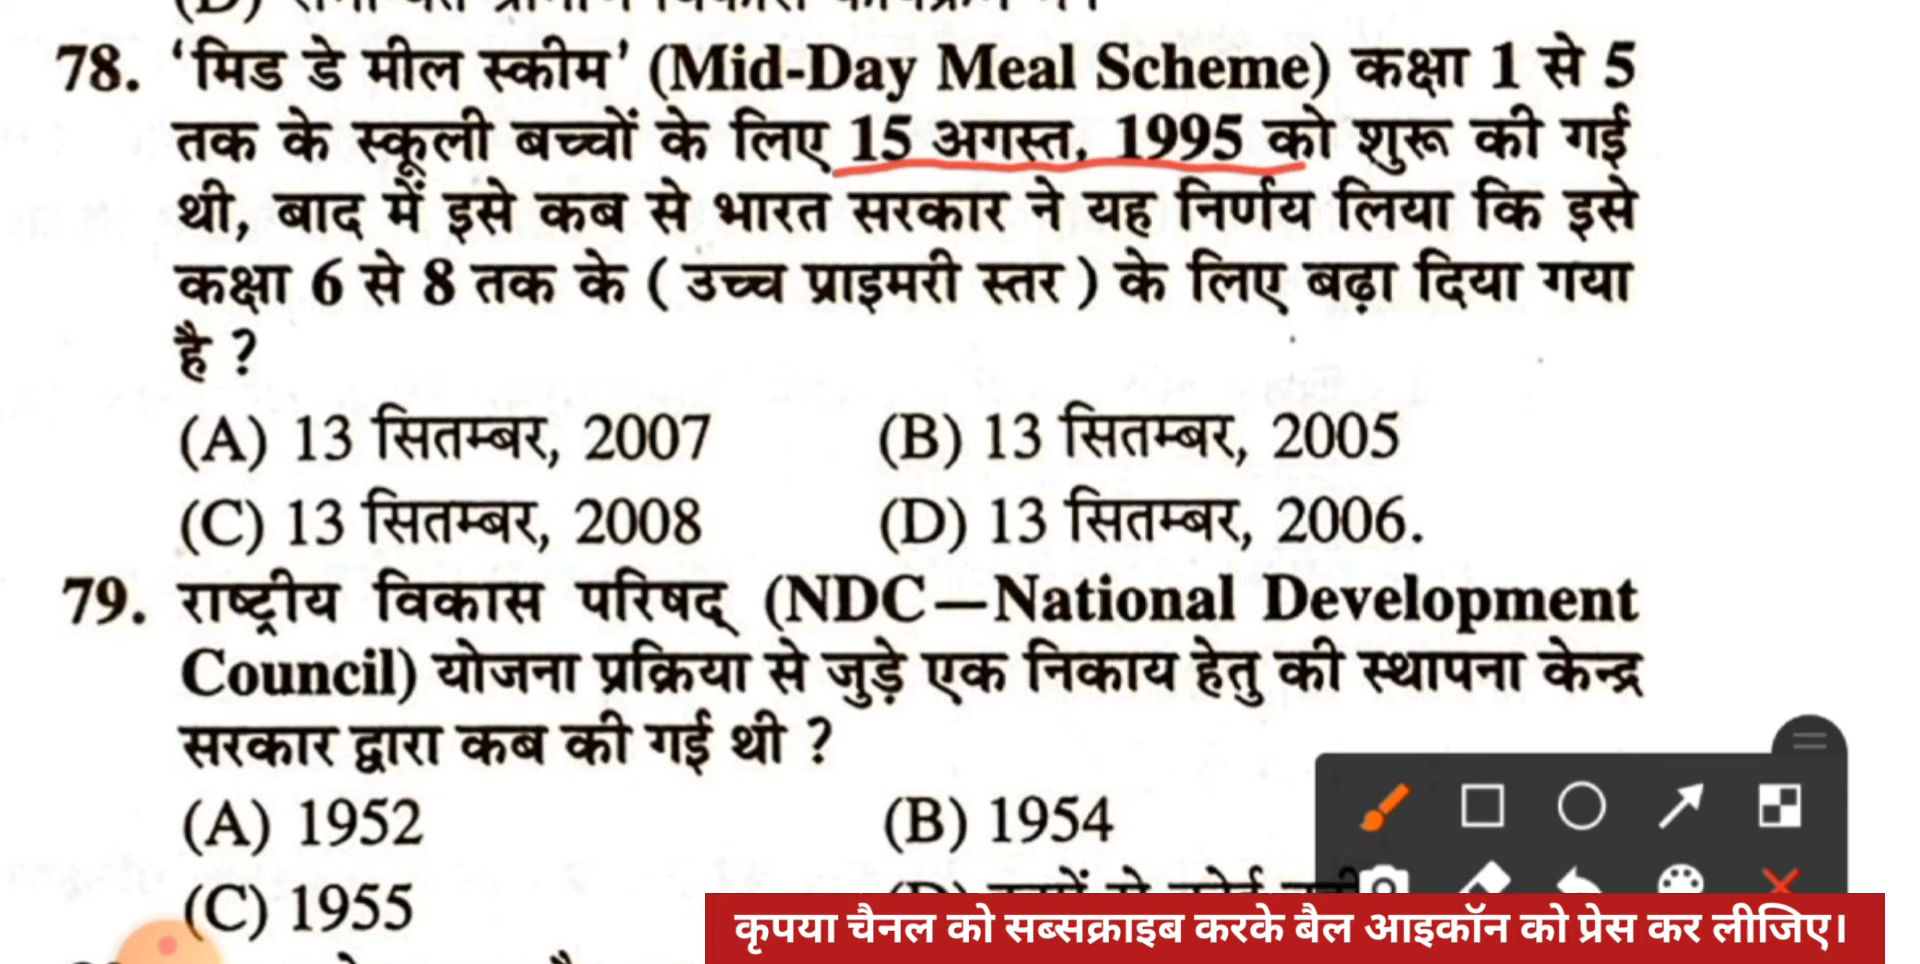 78. ‘मिड डे मील स्कीम’ (Mid-Day Meal Scheme) कक्षा 1 से 5
तक के स्कूली बच्चों के लिए 15 अगस्त, 1995 को शुरू की गई
थी, बाद में इसे कब से भारत सरकार ने यह निर्णय लिया कि इसे
कक्षा 6 से 8 तक के ( उच्च प्राइमरी स्तर ) के लिए बढ़ा दिया गया
है ?
(A) 13 सितम्बर, 2007 (B) 13 सितम्बर, 2005
(C) 13 सितम्बर, 2008 (D) 13 सितम्बर, 2006.
79. राष्ट्रीय विकास परिषद् (NDC—National Development
Council) योजना प्रक्रिया से जुड़े एक निकाय हेतु की स्थापना केन्द्र
सरकार द्वारा कब की गई थी ?
(A) 1952 (B) 1954
(C) 1955
कृपया चैनल को सब्सक्राइब करके बैल आइकॉन को प्रेस कर लीजिए।